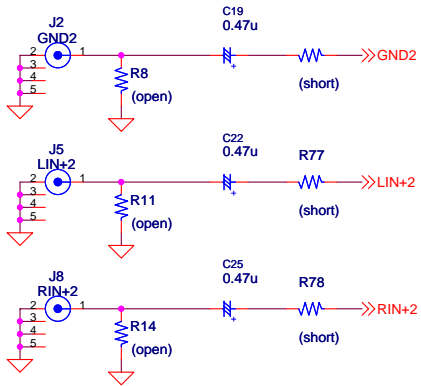 J2
GND2
C19
0.47u
2
1
3
4
5
R8
(open)
+
(short)
GND2
J5
LIN+2
C22
0.47u
R77
2
1
3
4
5
R11
(open)
+
(short)
LIN+2
J8
RIN+2
C25
0.47u
R78
2
1
3
4
5
R14
(open)
+
(short)
RIN+2